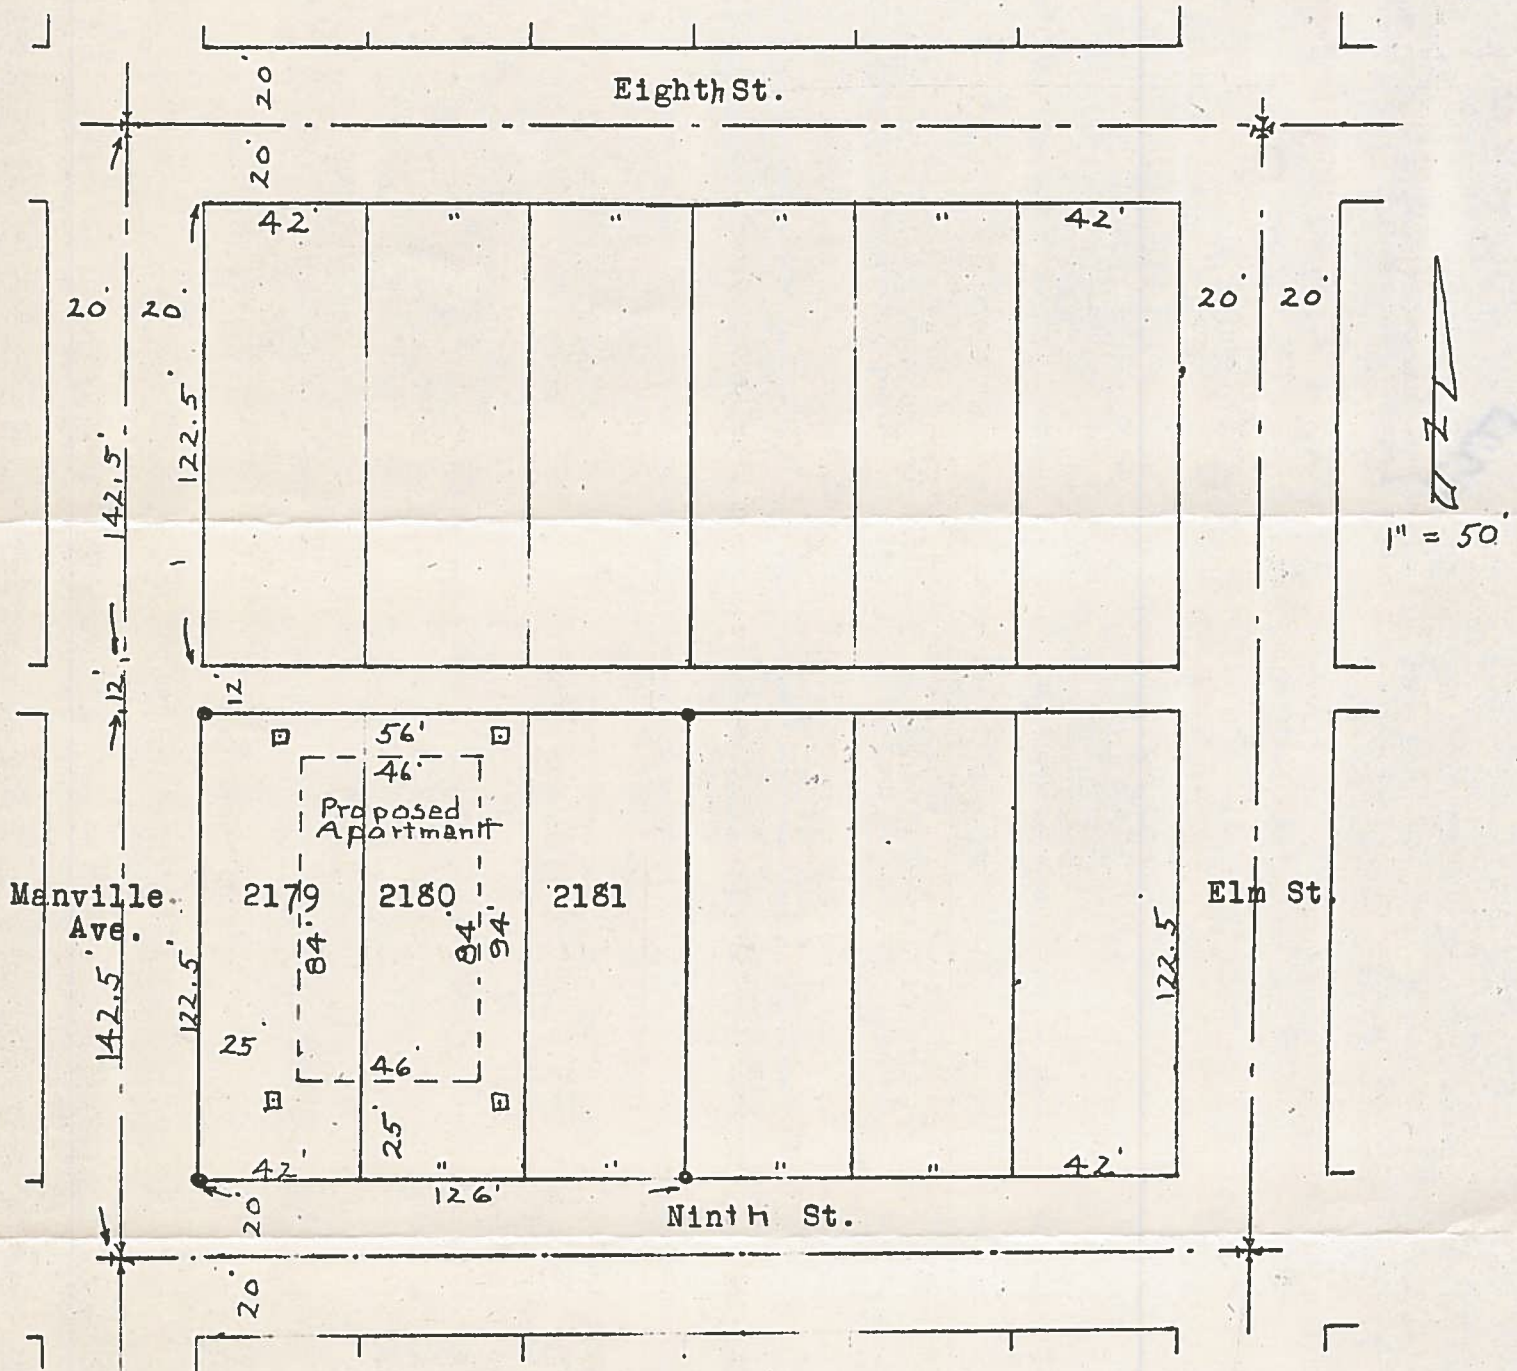 20'
Eighth St.
20'
42' " " " " 42'
20' 20' 20' 20'
142.5' 122.5'
N
1" = 50'
12' 12'
56'
46'
Proposed
Apartment
Manville
Ave.
2179 2180 2181
Elm St.
84' 84' 94'
142.5' 122.5' 122.5
25'
46'
25'
42' " " " " 42'
126'
20'
Ninth St.
20'